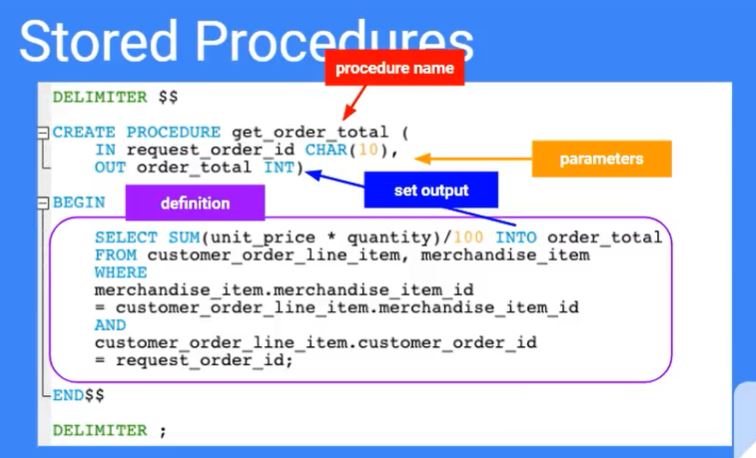 Stored Procedures
procedure name
DELIMITER $$
CREATE PROCEDURE get_order_total (
IN request_order_id CHAR(10),
parameters
OUT order_total INT)
set output
BEGIN
definition
SELECT SUM(unit_price * quantity)/100 INTO order_total
FROM customer_order_line_item, merchandise_item
WHERE
merchandise_item.merchandise_item_id
= customer_order_line_item.merchandise_item_id
AND
customer_order_line_item.customer_order_id
= request_order_id;
END$$
DELIMITER ;